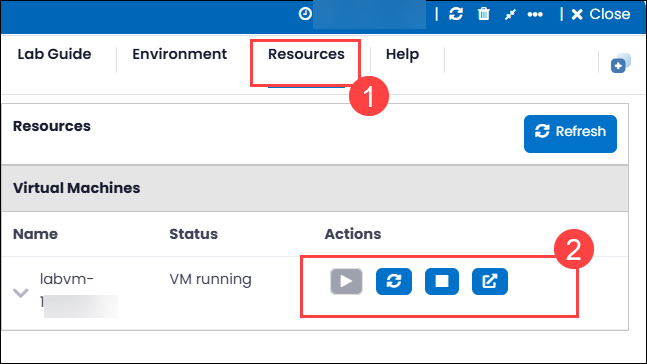 | | Close
Lab Guide Environment Resources Help
1
Resources Refresh
Virtual Machines
Name Status Actions
2
labvm- VM running
1